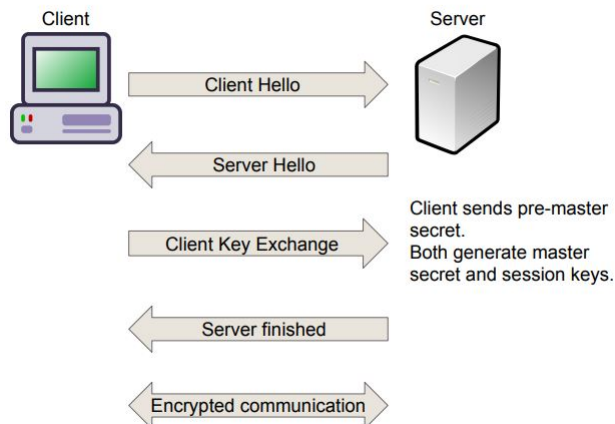 Client
Server
Client Hello
Server Hello
Client Key Exchange
Client sends pre-master
secret.
Both generate master
secret and session keys.
Server finished
Encrypted communication